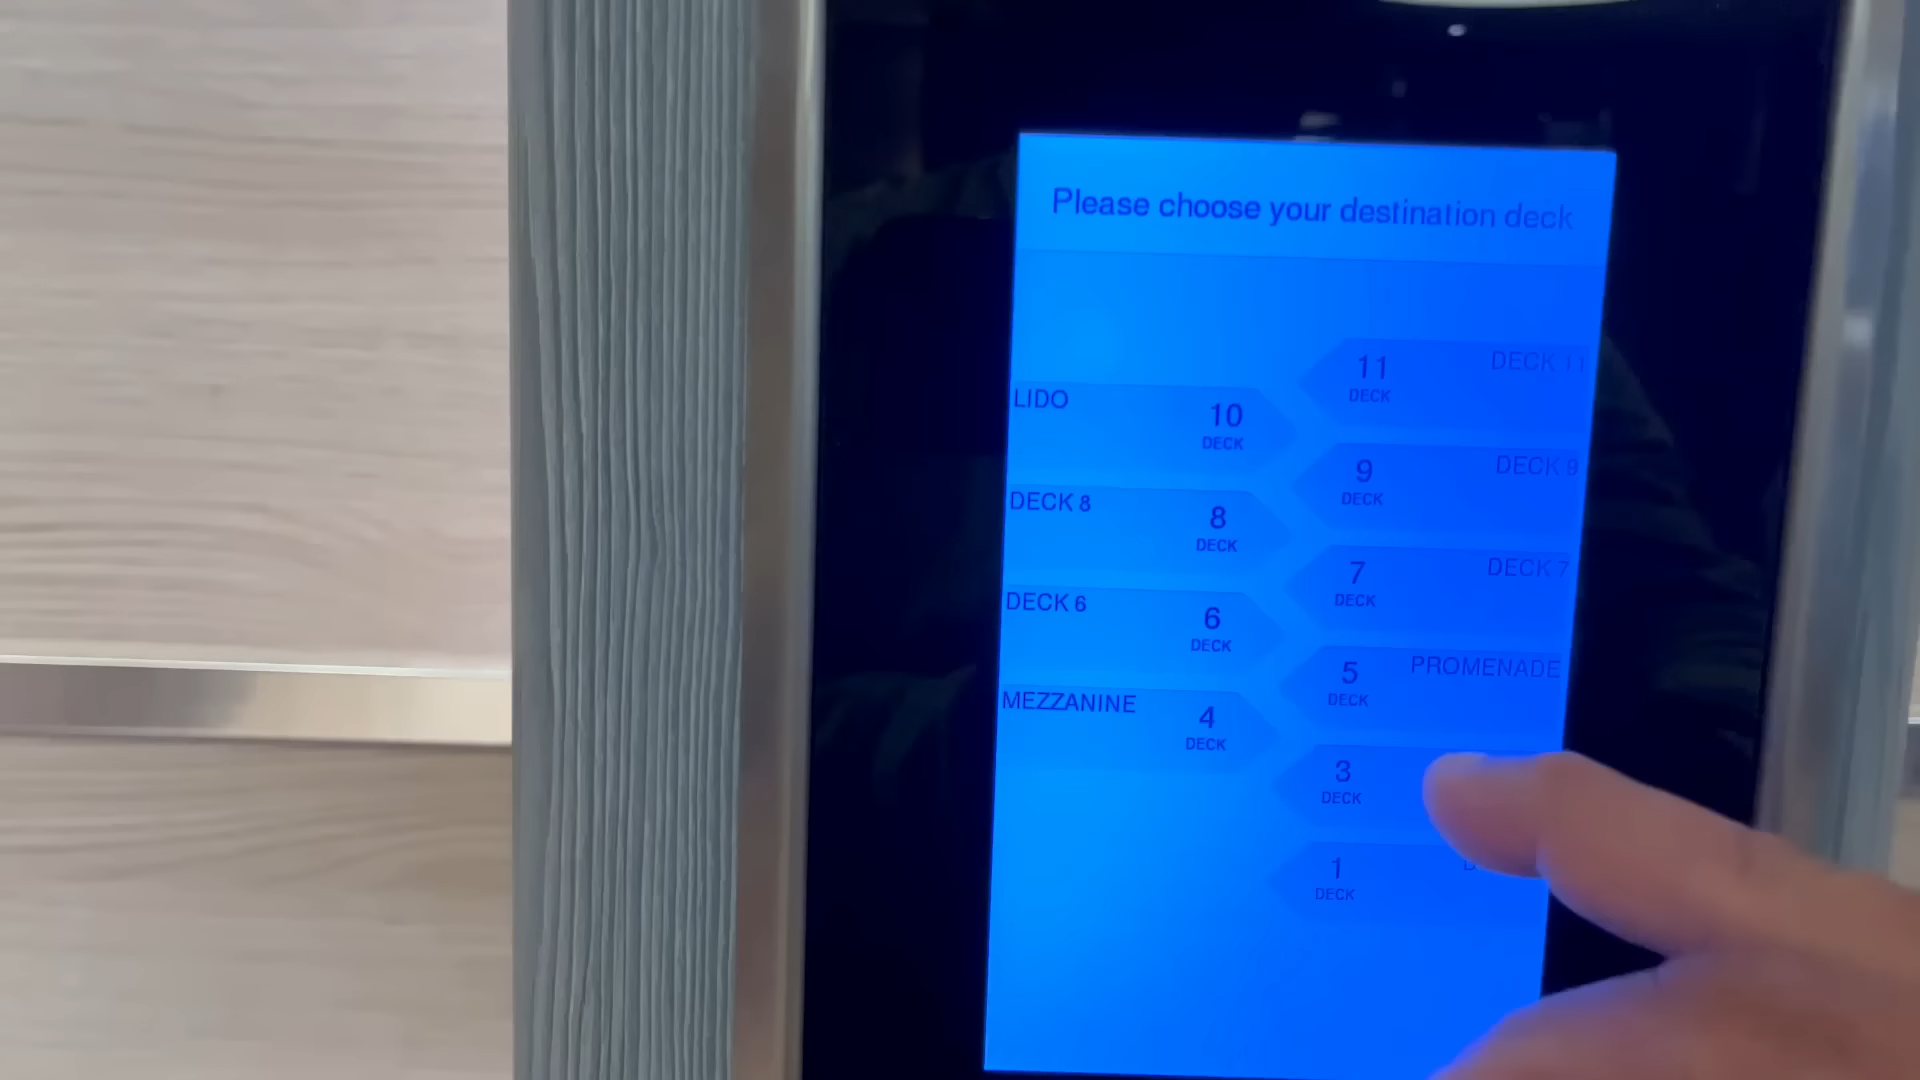 Please choose your destination deck
11
DECK
DECK 11
LIDO
10
DECK
9
DECK
DECK 9
DECK 8
8
DECK
7
DECK
DECK 7
DECK 6
6
DECK
5
DECK
PROMENADE
MEZZANINE
4
DECK
3
DECK
1
DECK